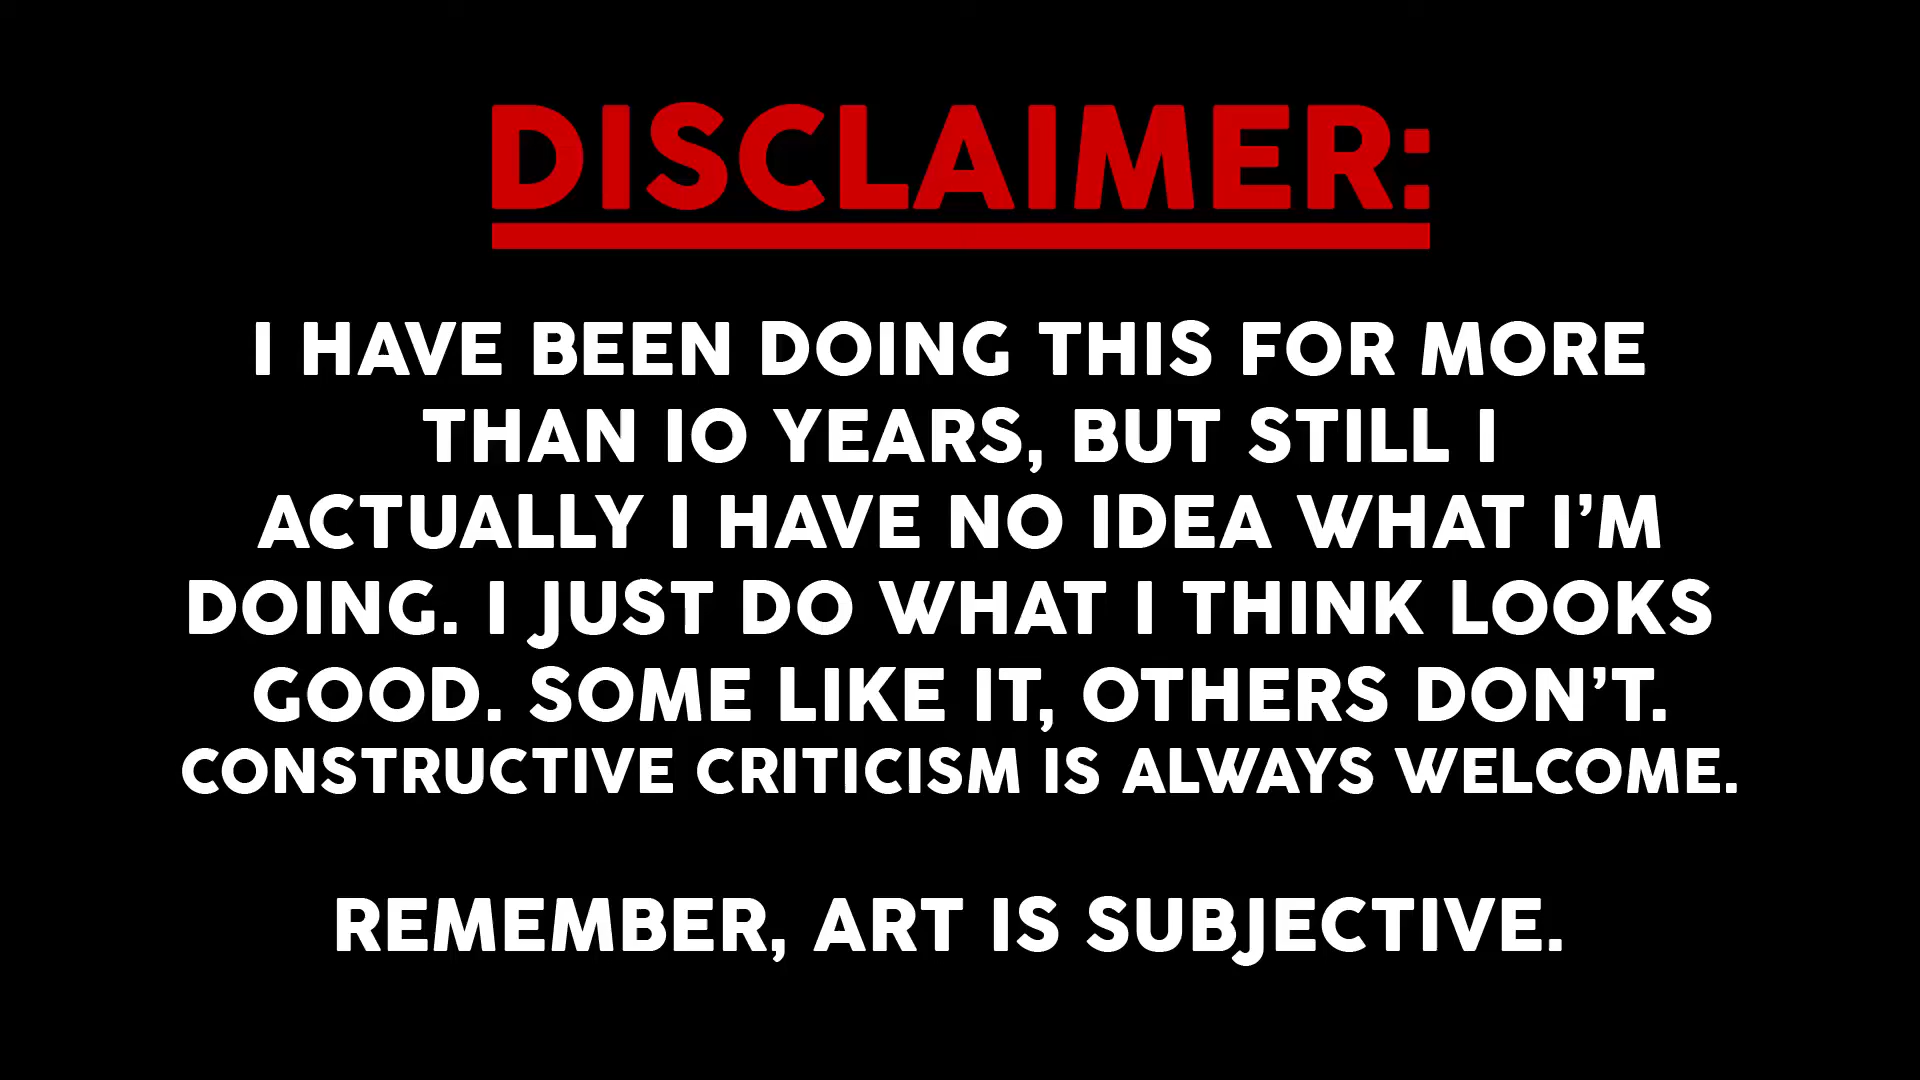 DISCLAIMER:
I HAVE BEEN DOING THIS FOR MORE
THAN 10 YEARS, BUT STILL I
ACTUALLY I HAVE NO IDEA WHAT I’M
DOING. I JUST DO WHAT I THINK LOOKS
GOOD. SOME LIKE IT, OTHERS DON’T.
CONSTRUCTIVE CRITICISM IS ALWAYS WELCOME.
REMEMBER, ART IS SUBJECTIVE.